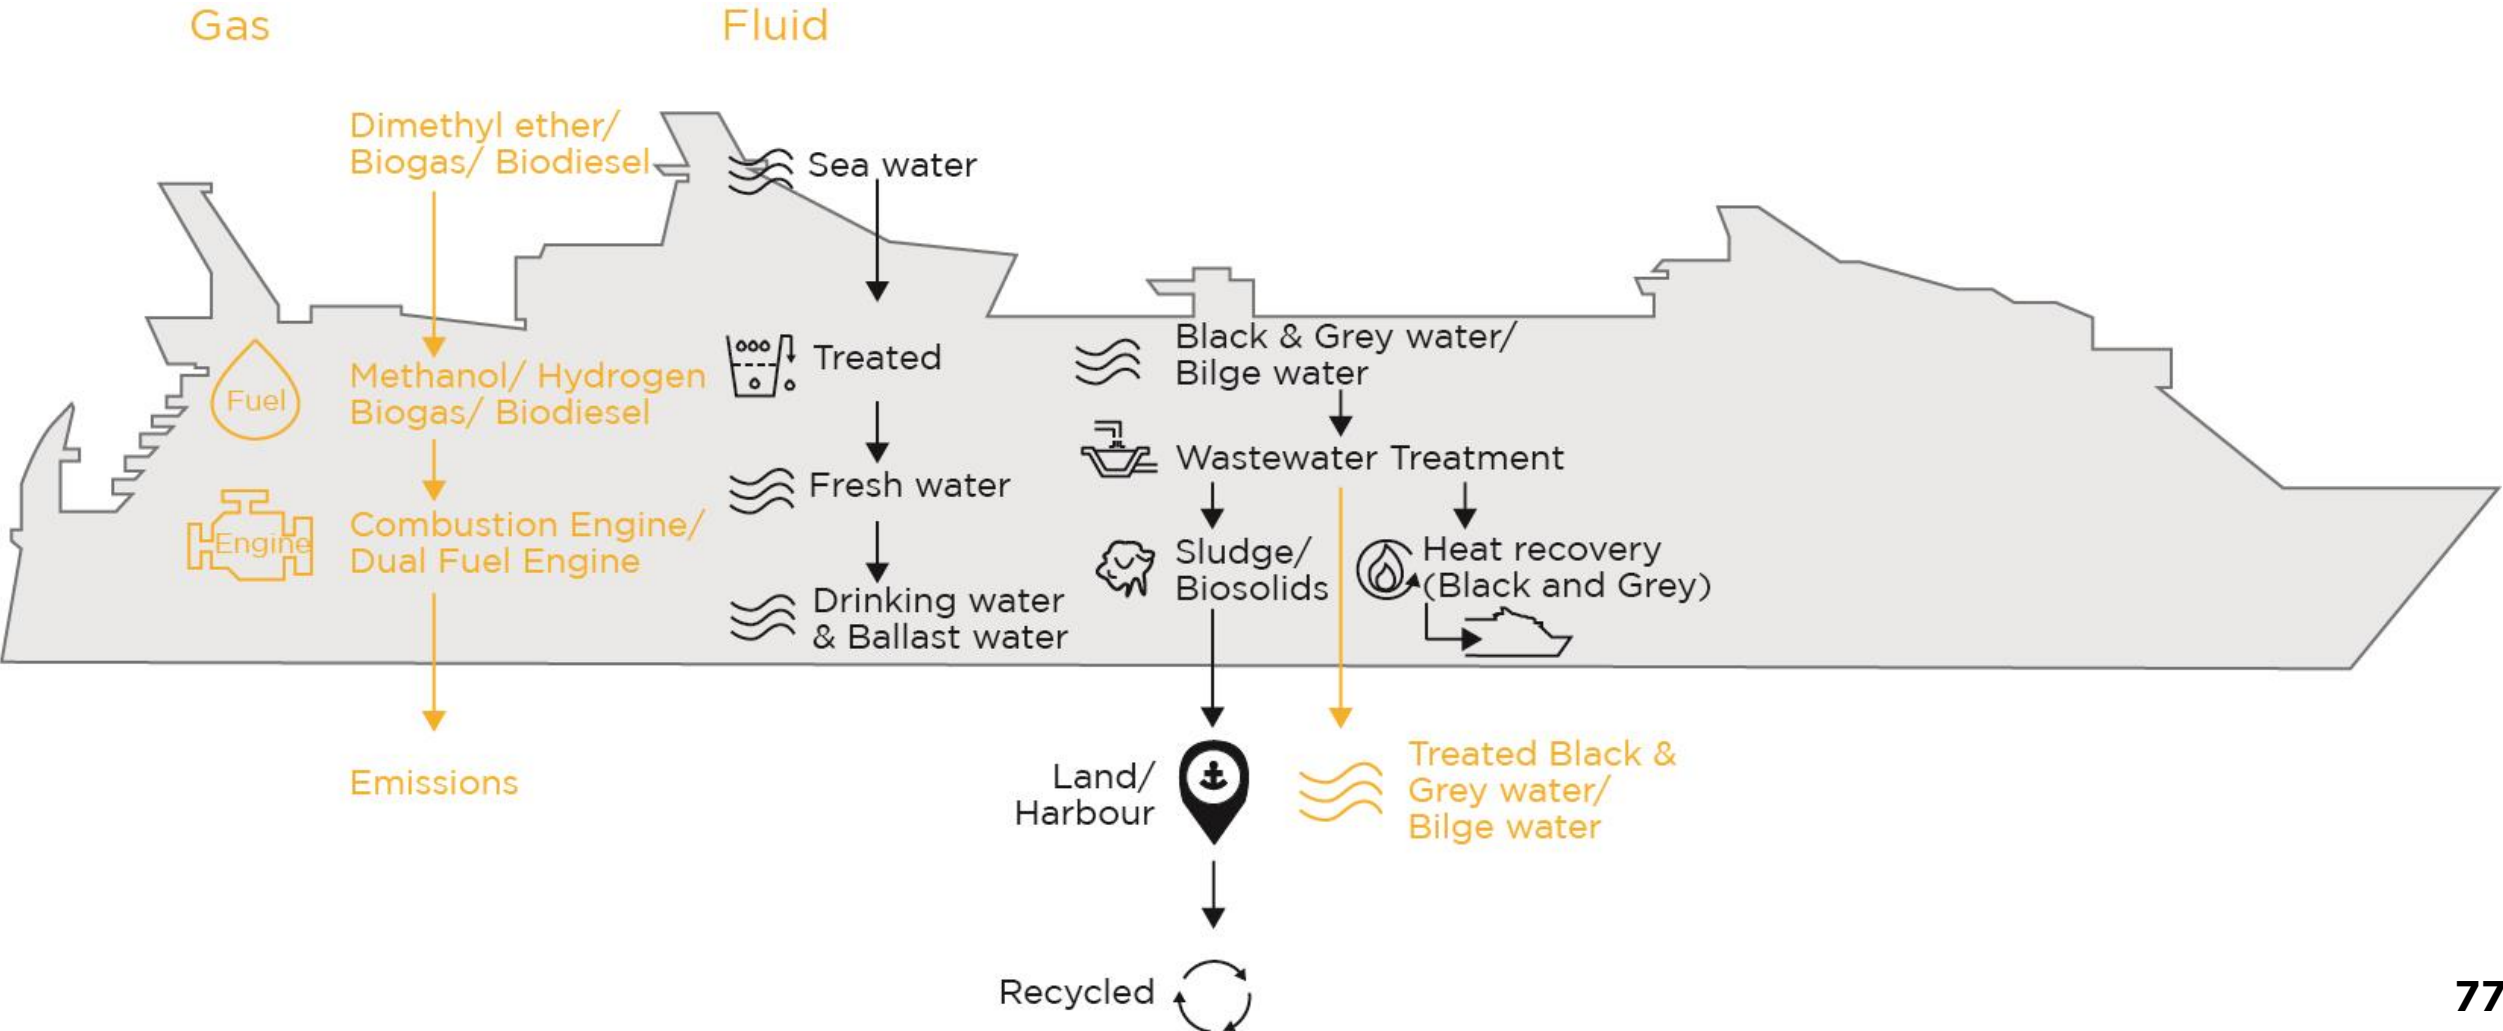 Gas
Fluid
Dimethyl ether/
Biogas/ Biodiesel
Fuel
Methanol/ Hydrogen
Biogas/ Biodiesel
Engine
Combustion Engine/
Dual Fuel Engine
Emissions
Sea water
Treated
Fresh water
Drinking water
& Ballast water
Black & Grey water/
Bilge water
Wastewater Treatment
Sludge/
Biosolids
Heat recovery
(Black and Grey)
Land/
Harbour
Treated Black &
Grey water/
Bilge water
Recycled
77